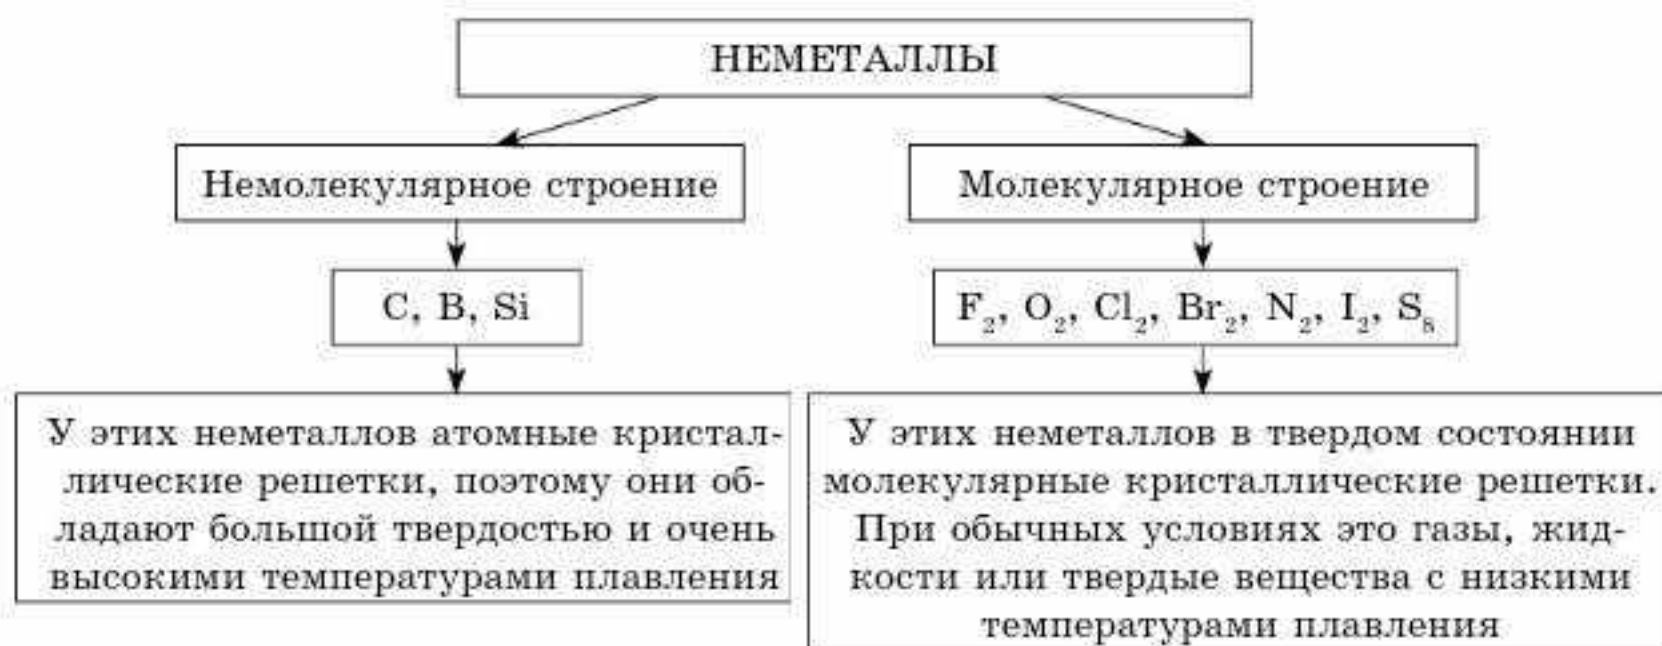 НЕМЕТАЛЛЫ
Немолекулярное строение
Молекулярное строение
C, B, Si
F₂, O₂, Cl₂, Br₂, N₂, I₂, S₈
У этих неметаллов атомные кристал-
лические решетки, поэтому они об-
ладают большой твердостью и очень
высокими температурами плавления
У этих неметаллов в твердом состоянии
молекулярные кристаллические решетки.
При обычных условиях это газы, жид-
кости или твердые вещества с низкими
температурами плавления